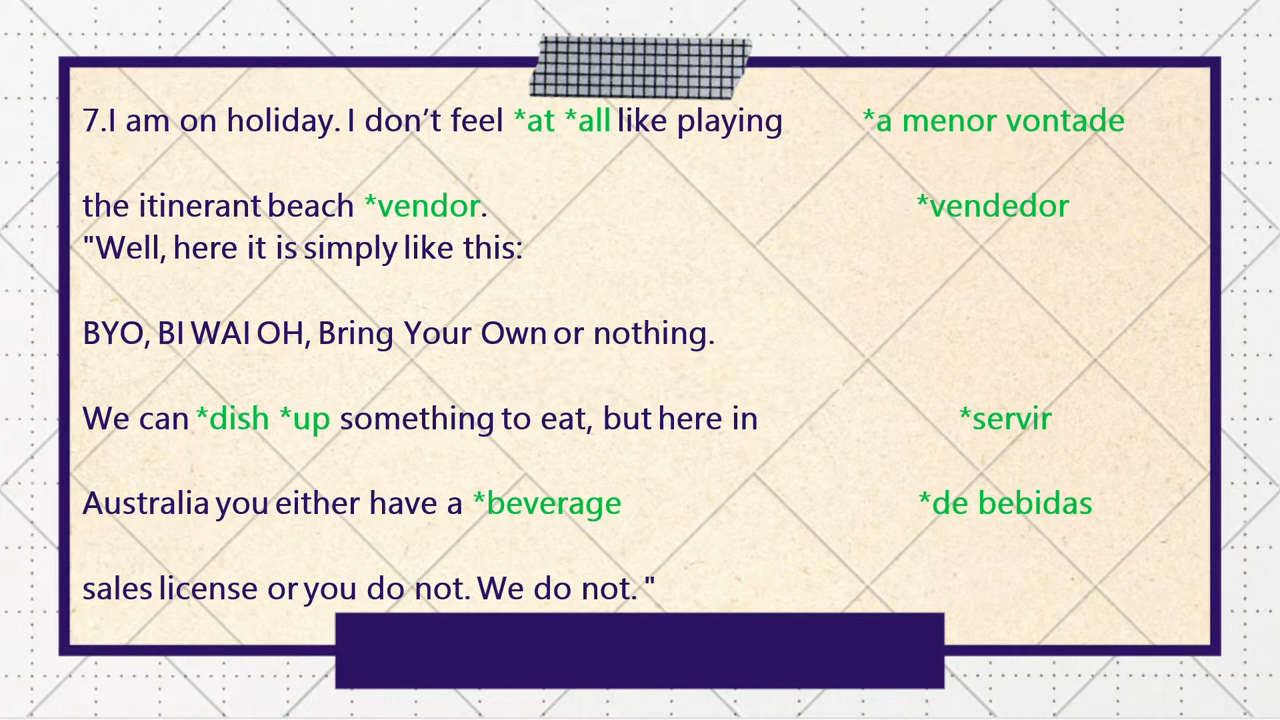 7.I am on holiday. I don’t feel *at *all like playing *a menor vontade
the itinerant beach *vendor. *vendedor
"Well, here it is simply like this:
BYO, BI WAI OH, Bring Your Own or nothing.
We can *dish *up something to eat, but here in *servir
Australia you either have a *beverage *de bebidas
sales license or you do not. We do not. "